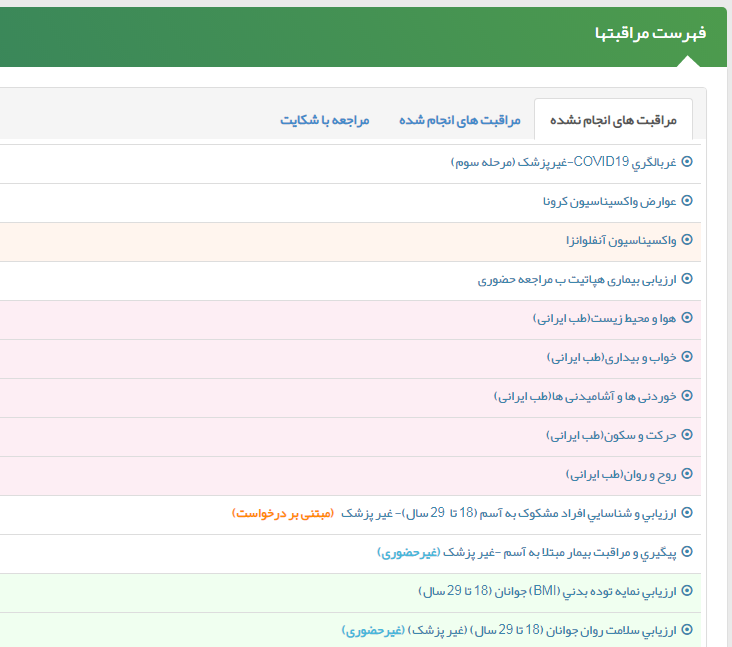 فهرست مراقبتها
مراقبت های انجام نشده
مراقبت های انجام شده
مراجعه با شکایت
غربالگري COVID19-غیرپزشک (مرحله سوم)
عوارض واکسیناسیون کرونا
واکسیناسیون آنفلوانزا
ارزیابی بیماری هپاتیت ب مراجعه حضوری
هوا و محیط زیست(طب ایرانی)
خواب و بیداری(طب ایرانی)
خوردنی ها و آشامیدنی ها(طب ایرانی)
حرکت و سکون(طب ایرانی)
روح و روان(طب ایرانی)
ارزيابي و شناسايي افراد مشکوک به آسم (18 تا 29 سال)- غير پزشک (مبتنی بر درخواست)
پيگيري و مراقبت بيمار مبتلا به آسم -غير پزشک (غیرحضوری)
ارزيابي نمايه توده بدني (BMI) جوانان (18 تا 29 سال)
ارزيابي سلامت روان جوانان (18 تا 29 سال) (غير پزشک) (غیرحضوری)